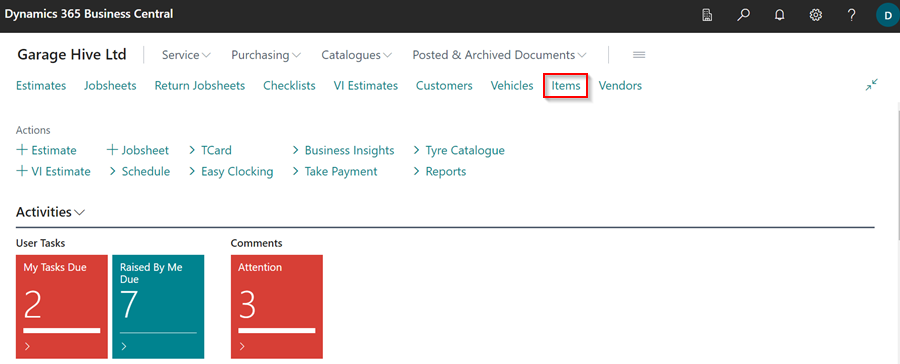 Dynamics 365 Business Central
?
D
Garage Hive Ltd Service Purchasing Catalogues Posted & Archived Documents
Estimates Jobsheets Return Jobsheets Checklists VI Estimates Customers Vehicles Items Vendors
Actions
+ Estimate + Jobsheet > TCard > Business Insights > Tyre Catalogue
+ VI Estimate > Schedule > Easy Clocking > Take Payment > Reports
Activities
User Tasks Comments
My Tasks Due Raised By Me Due Attention
2 7 3
> > >